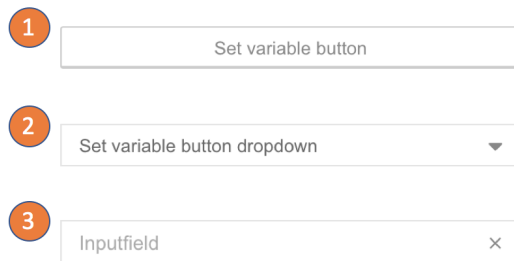 1
Set variable button
2
Set variable button dropdown
3
Inputfield